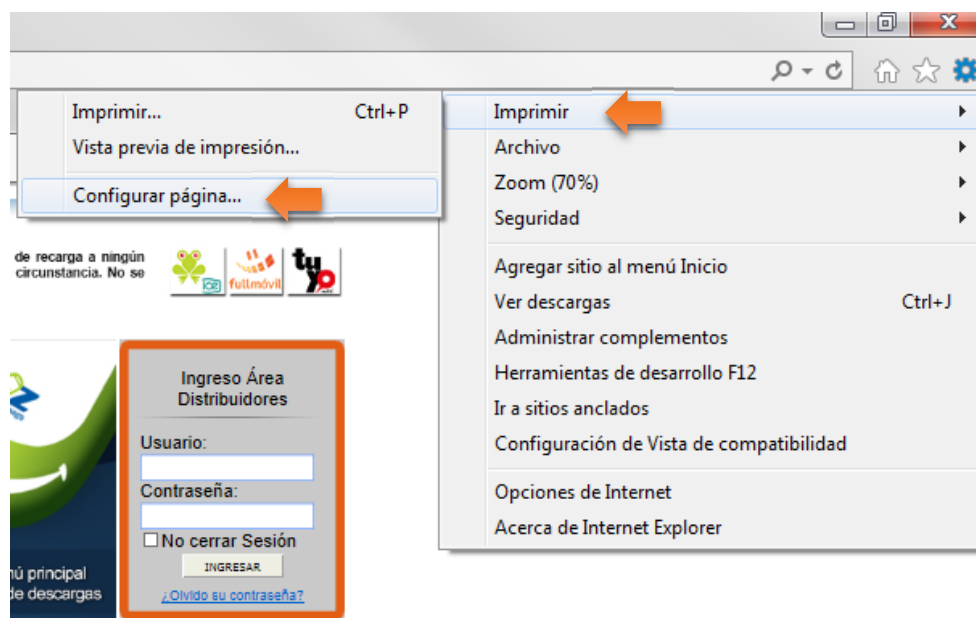 Imprimir... Ctrl+P
Vista previa de impresión...
Configurar página...
Imprimir
Archivo
Zoom (70%)
Seguridad
Agregar sitio al menú Inicio
Ver descargas Ctrl+J
Administrar complementos
Herramientas de desarrollo F12
Ir a sitios anclados
Configuración de Vista de compatibilidad
Opciones de Internet
Acerca de Internet Explorer
de recarga a ningún
circunstancia. No se
fullmóvil
tuyo
Ingreso Área
Distribuidores
Usuario:
Contraseña:
No cerrar Sesión
INGRESAR
¿Olvido su contraseña?
nú principal
de descargas